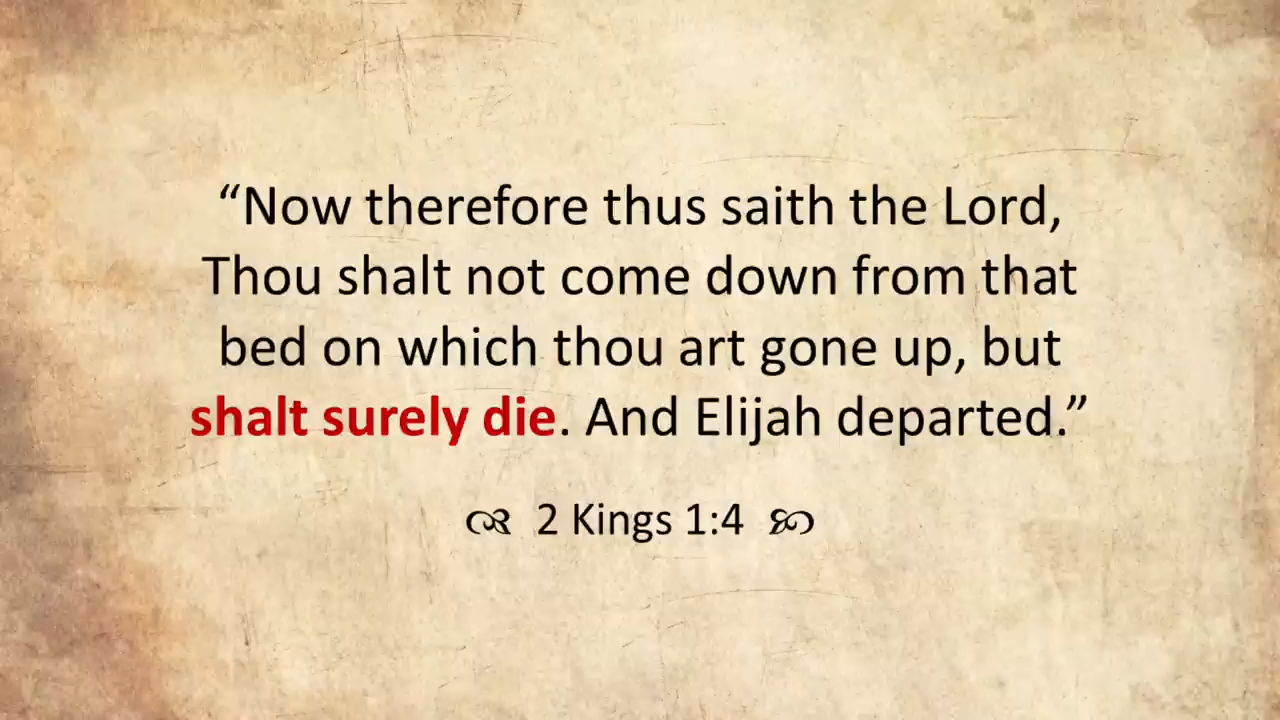 “Now therefore thus saith the Lord,
Thou shalt not come down from that
bed on which thou art gone up, but
shalt surely die. And Elijah departed.”
2 Kings 1:4